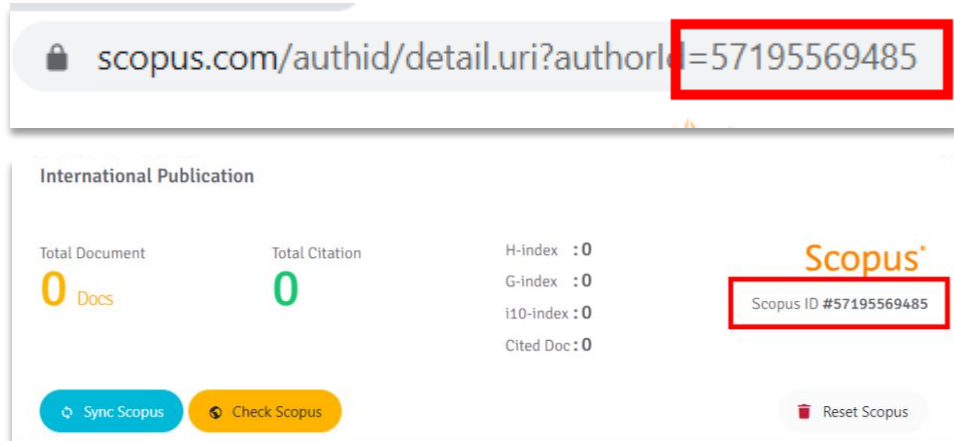 scopus.com/authid/detail.uri?authorId=57195569485
International Publication
Total Document
0 Docs
Total Citation
0
H-index : 0
G-index : 0
i10-index : 0
Cited Doc : 0
Scopus
Scopus ID #57195569485
Sync Scopus
Check Scopus
Reset Scopus